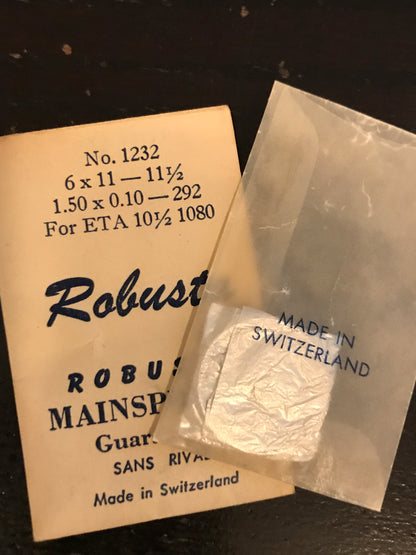 No. 1232
6 x 11 — 11½
1.50 x 0.10 — 292
For ETA 10½ 1080
Robust
ROBUS
MAINSP
Guar
SANS RIVA
Made in Switzerland
MADE IN
SWITZERLAND